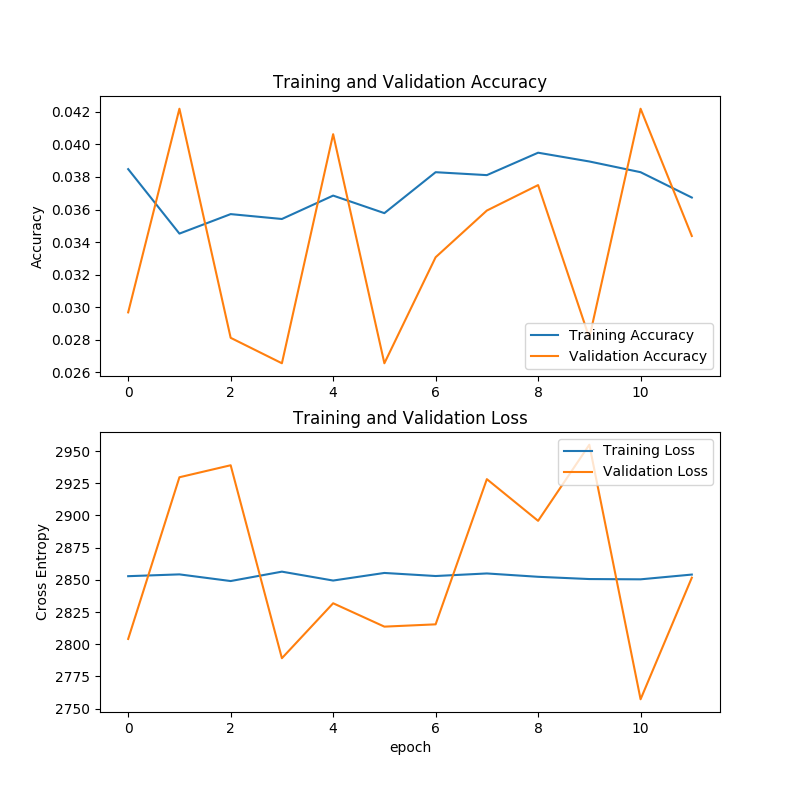 Training and Validation Accuracy
Accuracy
0.042
0.040
0.038
0.036
0.034
0.032
0.030
0.028
0.026
Training Accuracy
Validation Accuracy
0 2 4 6 8 10
Training and Validation Loss
Cross Entropy
2950
2925
2900
2875
2850
2825
2800
2775
2750
Training Loss
Validation Loss
0 2 4 6 8 10
epoch